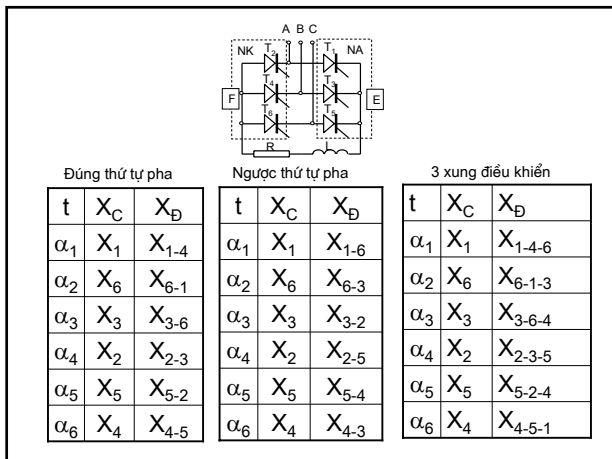 A B C
NK T2 T1 NA
F T4 T3 E
T6 T5
R L
Đúng thứ tự pha
t XC XĐ
α1 X1 X1-4
α2 X6 X6-1
α3 X3 X3-6
α4 X2 X2-3
α5 X5 X5-2
α6 X4 X4-5
Ngược thứ tự pha
t XC XĐ
α1 X1 X1-6
α2 X6 X6-3
α3 X3 X3-2
α4 X2 X2-5
α5 X5 X5-4
α6 X4 X4-3
3 xung điều khiển
t XC XĐ
α1 X1 X1-4-6
α2 X6 X6-1-3
α3 X3 X3-6-4
α4 X2 X2-3-5
α5 X5 X5-2-4
α6 X4 X4-5-1